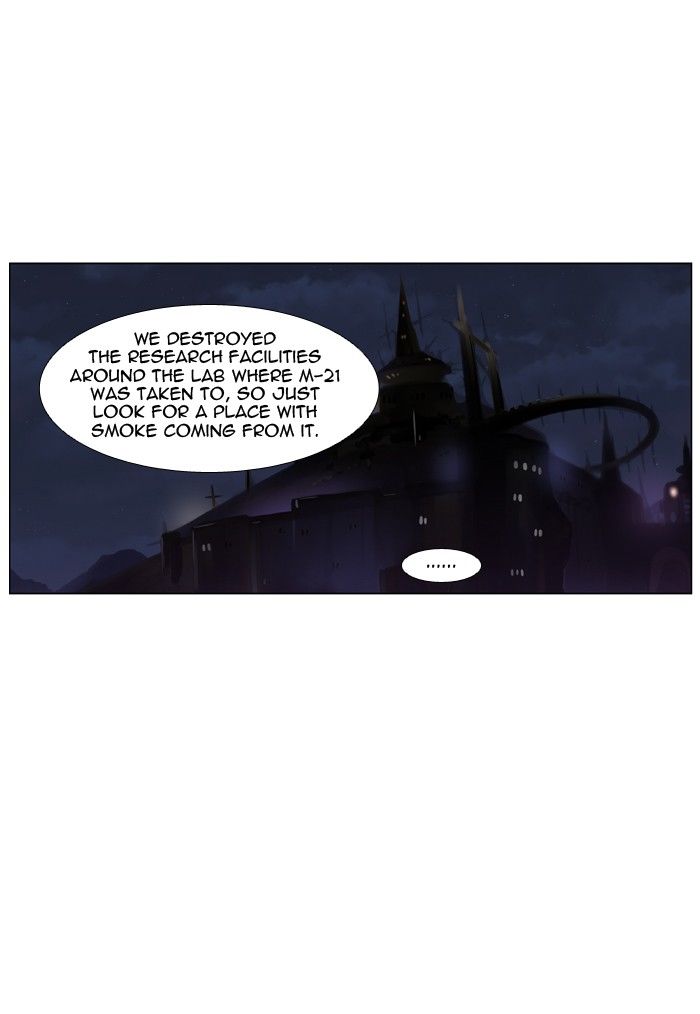 WE DESTROYED
THE RESEARCH FACILITIES
AROUND THE LAB WHERE M-21
WAS TAKEN TO, SO JUST
LOOK FOR A PLACE WITH
SMOKE COMING FROM IT.
......